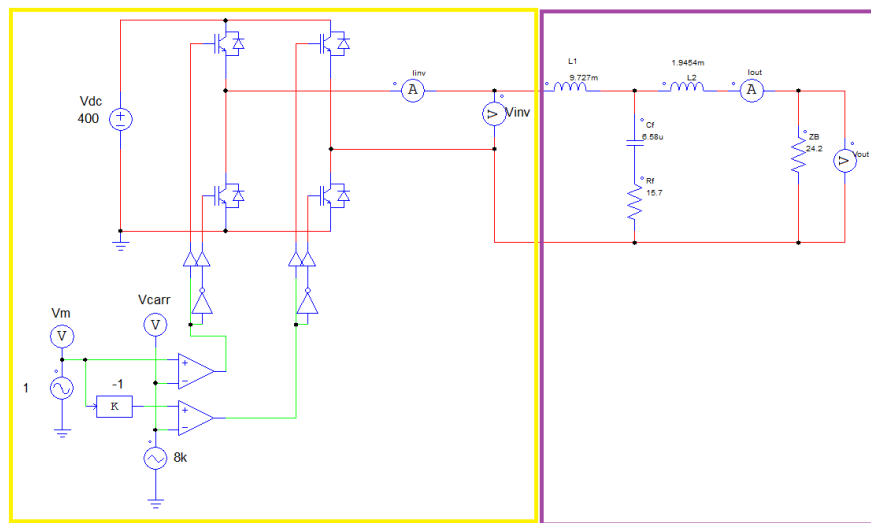 Vdc
400
Iinv
A
V
Vinv
L1
9.727m
1.9454m
L2
Iout
A
Cf
6.58u
Rf
15.7
ZB
24.2
V
Vout
Vm
V
Vcarr
V
1
-1
K
8k